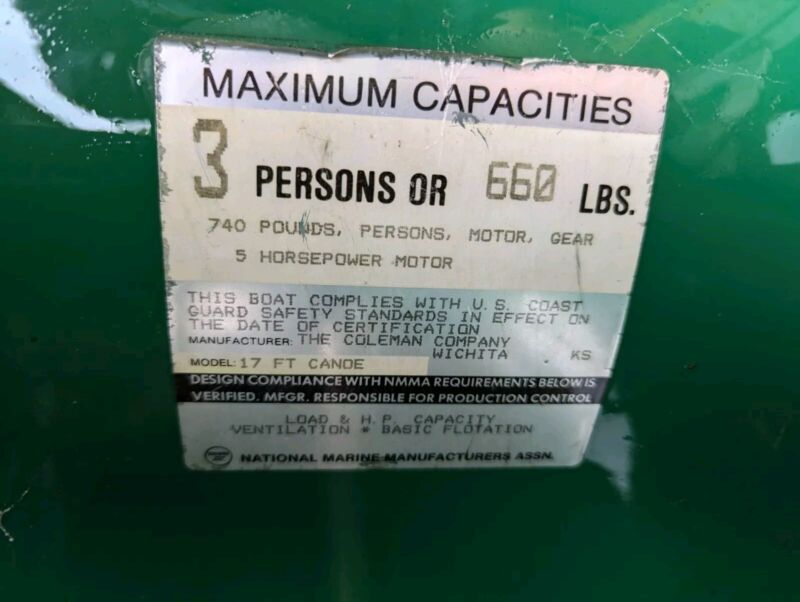 MAXIMUM CAPACITIES
3 PERSONS OR 660 LBS.
740 POUNDS, PERSONS, MOTOR, GEAR
5 HORSEPOWER MOTOR
THIS BOAT COMPLIES WITH U.S. COAST
GUARD SAFETY STANDARDS IN EFFECT ON
THE DATE OF CERTIFICATION
MANUFACTURER: THE COLEMAN COMPANY
WICHITA , KS
MODEL: 17 FT CANOE
DESIGN COMPLIANCE WITH NMMA REQUIREMENTS BELOW IS
VERIFIED. MFGR. RESPONSIBLE FOR PRODUCTION CONTROL
LOAD & H.P. CAPACITY
VENTILATION * BASIC FLOTATION
NATIONAL MARINE MANUFACTURERS ASSN.